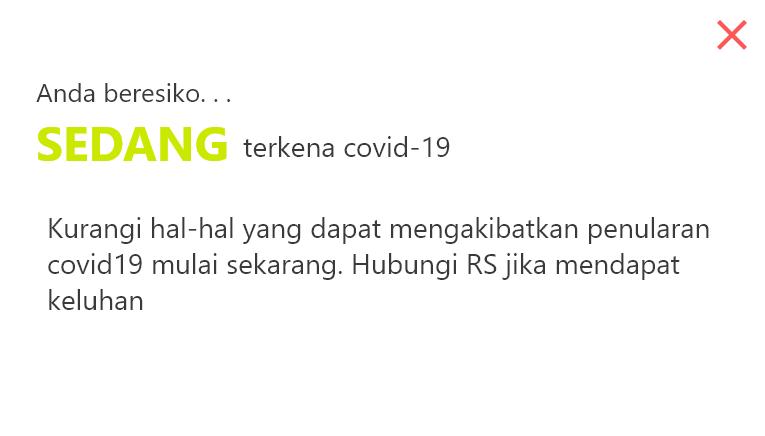 Anda beresiko. . .
SEDANG terkena covid-19
Kurangi hal-hal yang dapat mengakibatkan penularan
covid19 mulai sekarang. Hubungi RS jika mendapat
keluhan